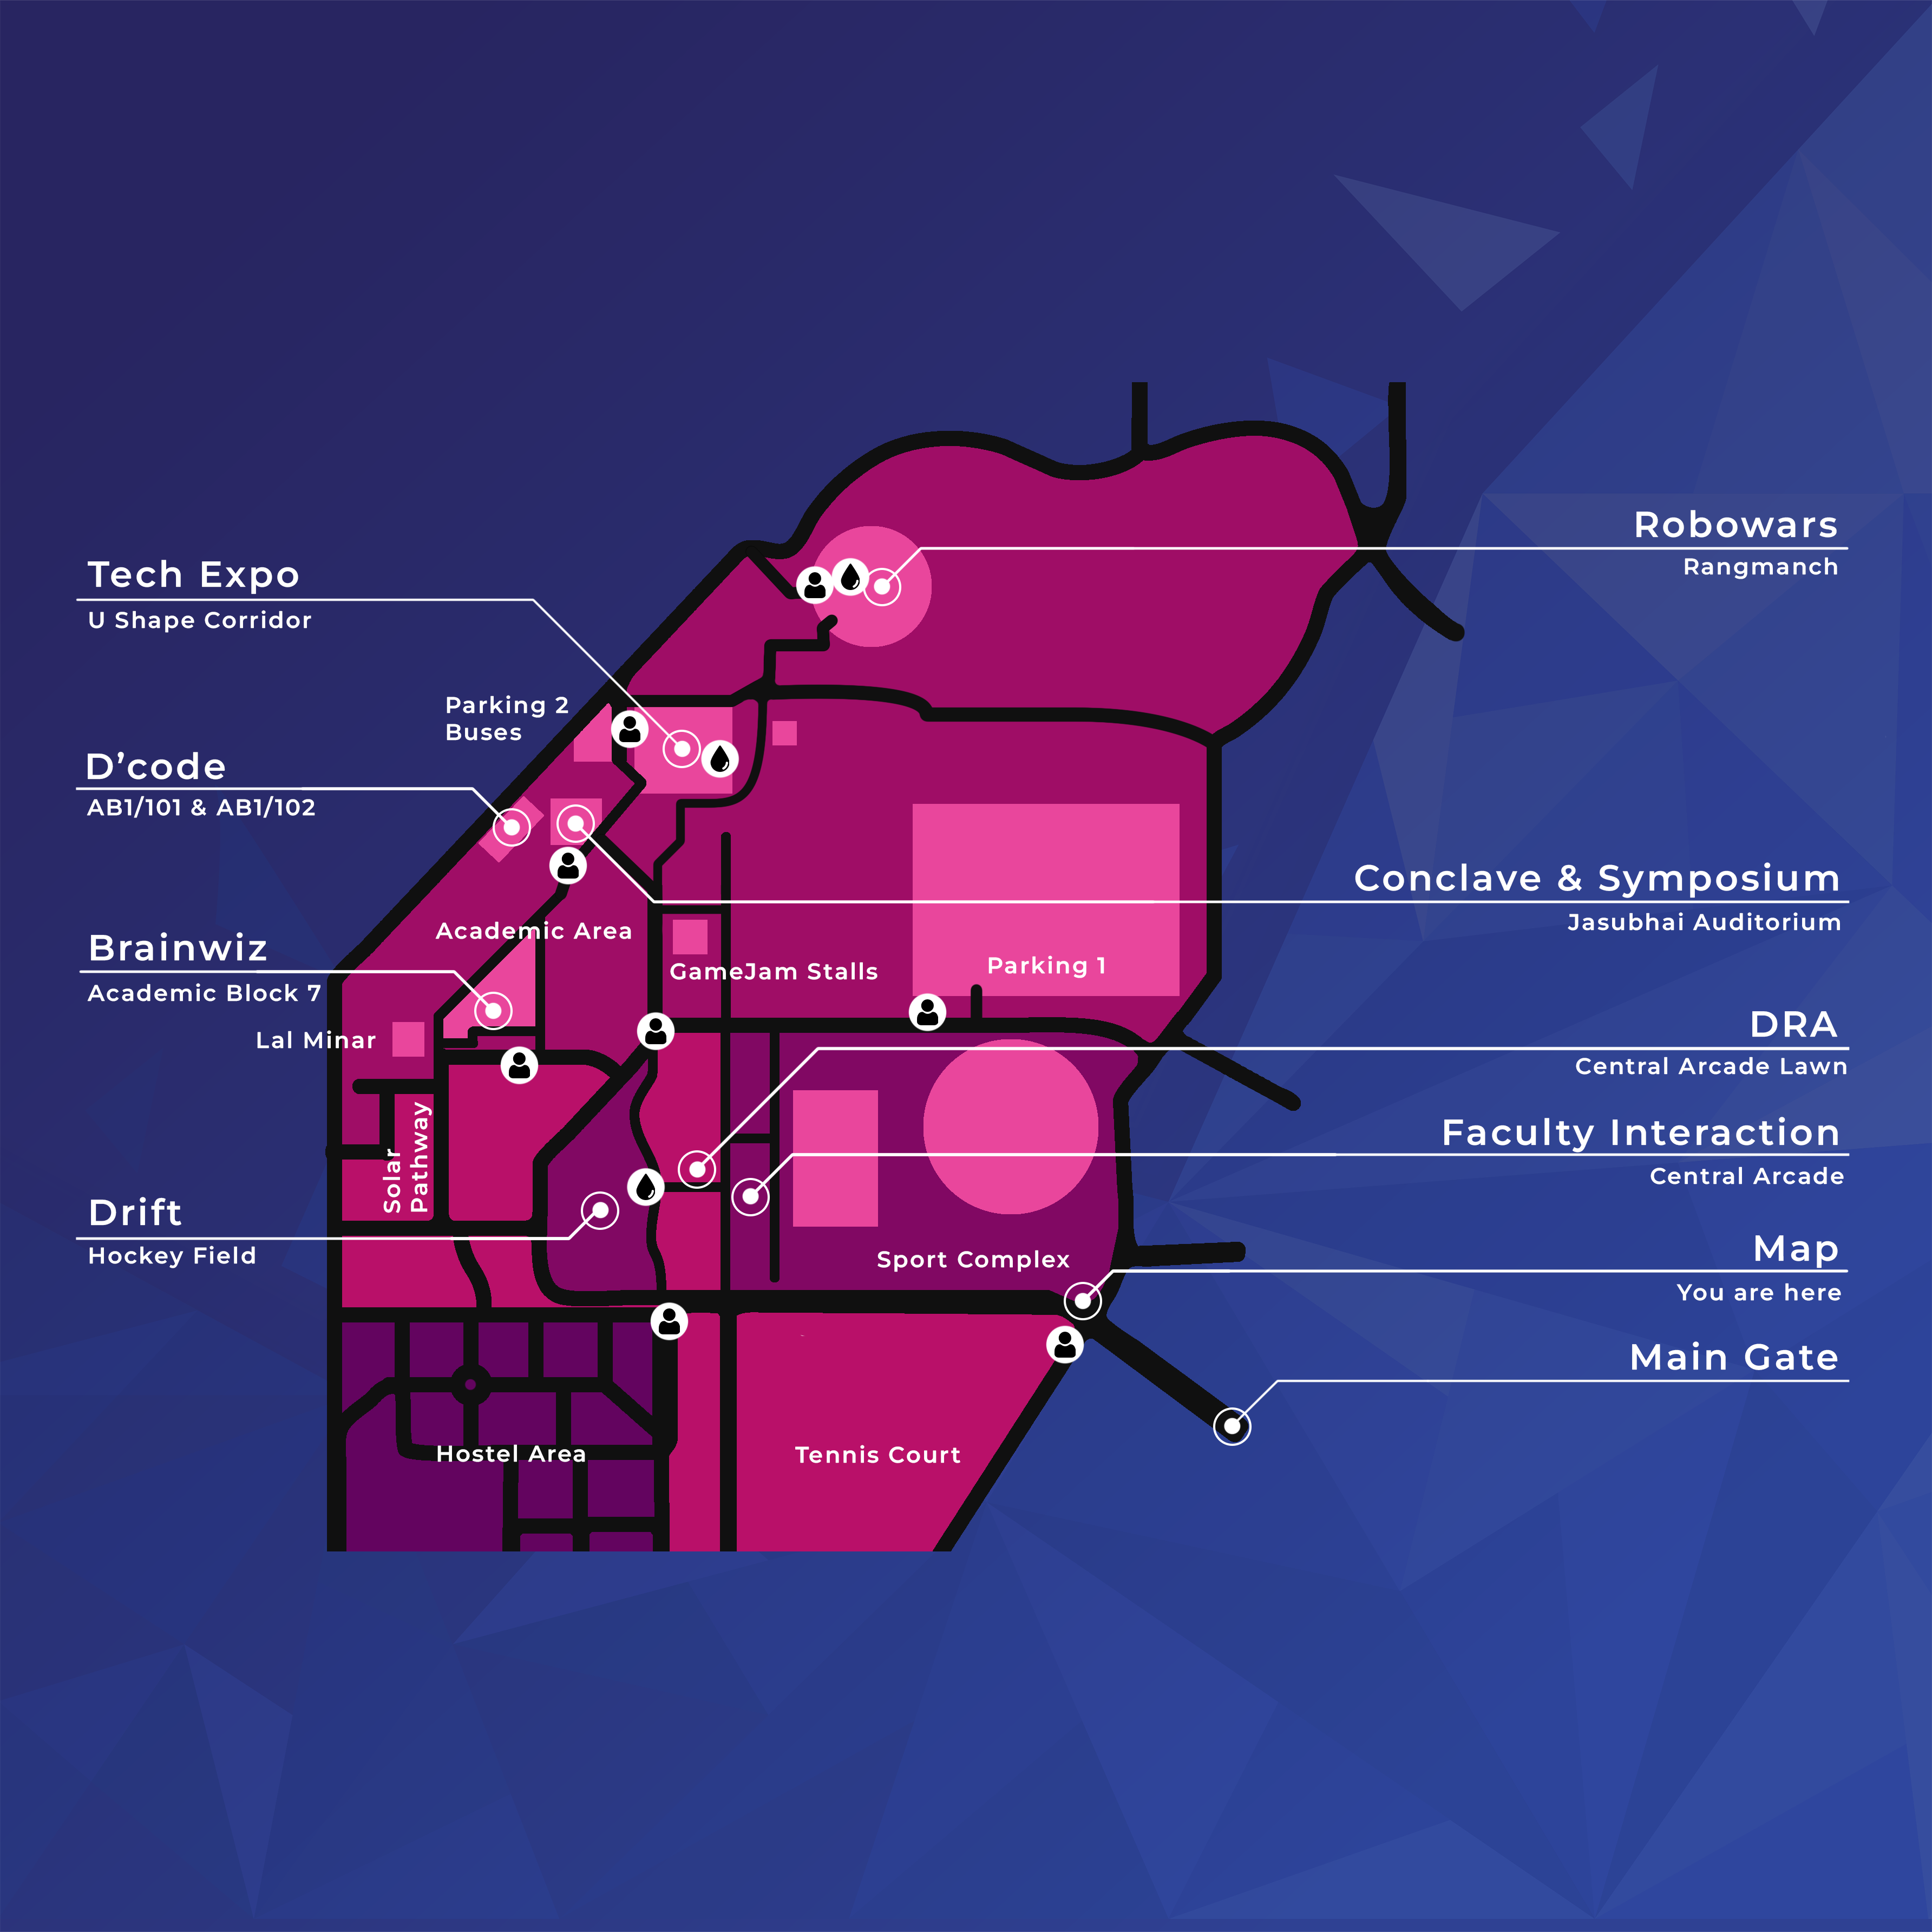 Robowars
Rangmanch
Tech Expo
U Shape Corridor
Parking 2
Buses
D’code
AB1/101 & AB1/102
Conclave & Symposium
Jasubhai Auditorium
Academic Area
Brainwiz
Academic Block 7
GameJam Stalls
Parking 1
Lal Minar
DRA
Central Arcade Lawn
Solar
Pathway
Faculty Interaction
Central Arcade
Drift
Hockey Field
Sport Complex
Map
You are here
Main Gate
Hostel Area
Tennis Court